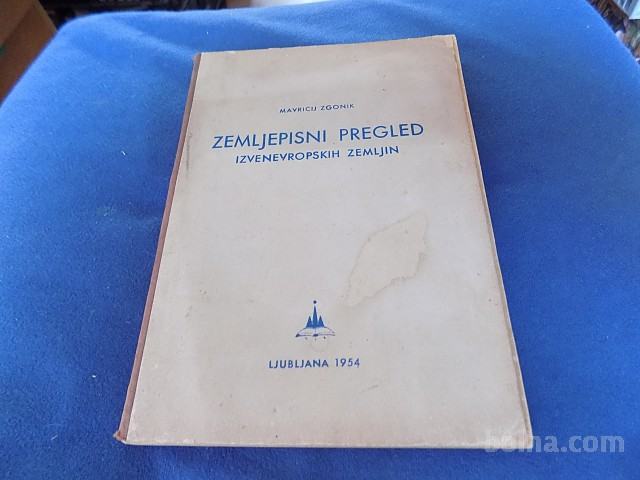 MAVRICIJ ZGONIK
ZEMLJEPISNI PREGLED
IZVENEVROPSKIH ZEMLJIN
LJUBLJANA 1954
bolha.com